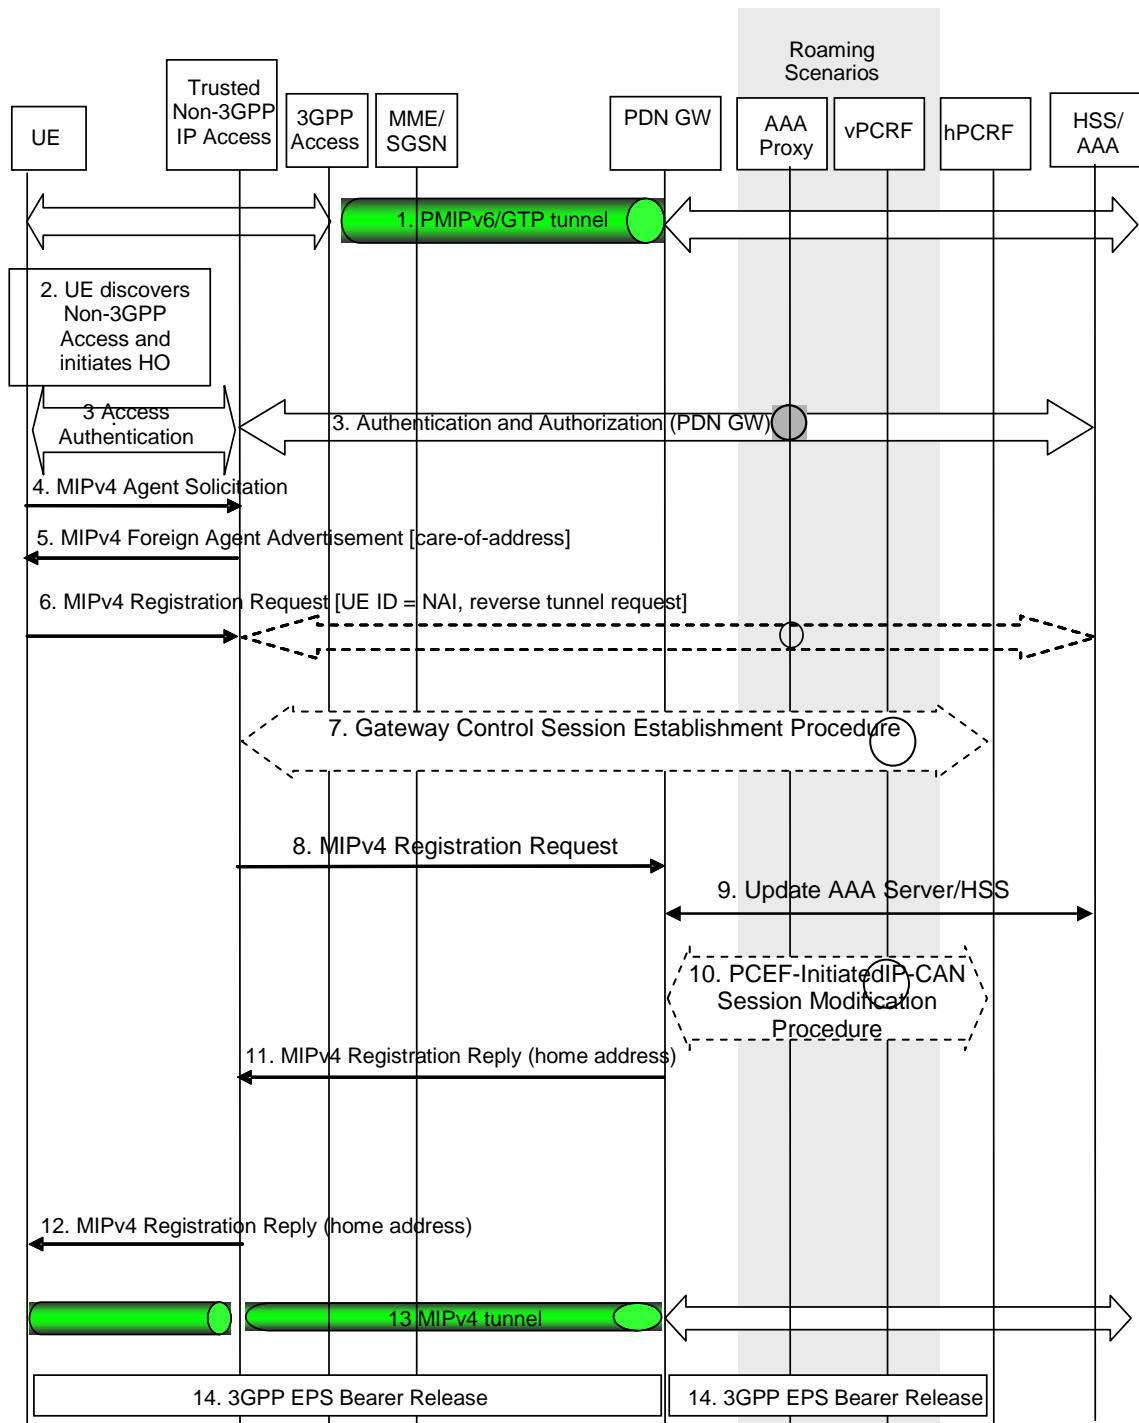 Roaming
Scenarios
UE
Trusted
Non-3GPP
IP Access
3GPP
Access
MME/
SGSN
PDN GW
AAA
Proxy
vPCRF
hPCRF
HSS/
AAA
1. PMIPv6/GTP tunnel
2. UE discovers
Non-3GPP
Access and
initiates HO
3 Access
Authentication
3. Authentication and Authorization (PDN GW)
4. MIPv4 Agent Solicitation
5. MIPv4 Foreign Agent Advertisement [care-of-address]
6. MIPv4 Registration Request [UE ID = NAI, reverse tunnel request]
7. Gateway Control Session Establishment Procedure
8. MIPv4 Registration Request
9. Update AAA Server/HSS
10. PCEF-InitiatedIP-CAN
Session Modification
Procedure
11. MIPv4 Registration Reply (home address)
12. MIPv4 Registration Reply (home address)
13 MIPv4 tunnel
14. 3GPP EPS Bearer Release
14. 3GPP EPS Bearer Release